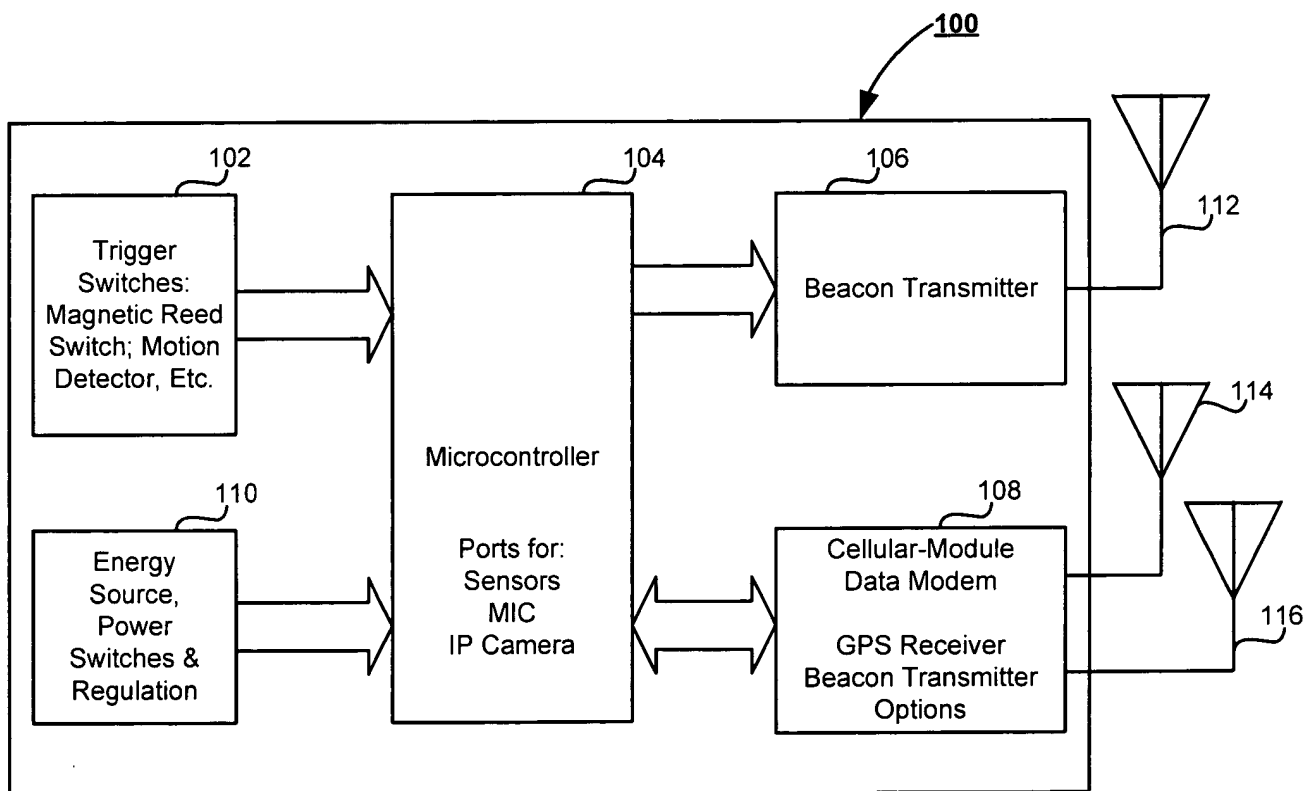 100
102
Trigger
Switches:
Magnetic Reed
Switch; Motion
Detector, Etc.
104
Microcontroller
Ports for:
Sensors
MIC
IP Camera
106
Beacon Transmitter
112
110
Energy
Source,
Power
Switches &
Regulation
108
Cellular-Module
Data Modem
GPS Receiver
Beacon Transmitter
Options
114
116